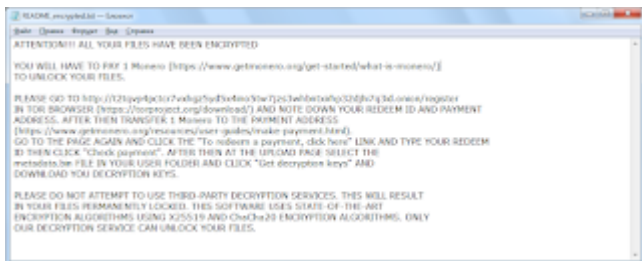 README_encrypted.txt — Блокнот
Файл Правка Формат Вид Справка
ATTENTION!!! ALL YOUR FILES HAVE BEEN ENCRYPTED
YOU WILL HAVE TO PAY 1 Monero [https://www.getmonero.org/get-started/what-is-monero/]
TO UNLOCK YOUR FILES.
PLEASE GO TO
IN TOR BROWSER [https://torproject.org/download/] AND NOTE DOWN YOUR REDEEM ID AND PAYMENT
ADDRESS. AFTER THEN TRANSFER 1 Monero TO THE PAYMENT ADDRESS
[https://www.getmonero.org/resources/user-guides/make-payment.html).
GO TO THE PAGE AGAIN AND CLICK THE "To redeem a payment, click here" LINK AND TYPE YOUR REDEEM
ID THEN CLICK "Check payment". AFTER THEN AT THE UPLOAD PAGE SELECT THE
metadata.bin FILE IN YOUR USER FOLDER AND CLICK "Get decryption keys" AND
DOWNLOAD YOU DECRYPTION KEYS.
PLEASE DO NOT ATTEMPT TO USE THIRD-PARTY DECRYPTION SERVICES. THIS WILL RESULT
IN YOUR FILES PERMANENTLY LOCKED. THIS SOFTWARE USES STATE-OF-THE-ART
ENCRYPTION ALGORITHMS USING X25519 AND ChaCha20 ENCRYPTION ALGORITHMS. ONLY
OUR DECRYPTION SERVICE CAN UNLOCK YOUR FILES.